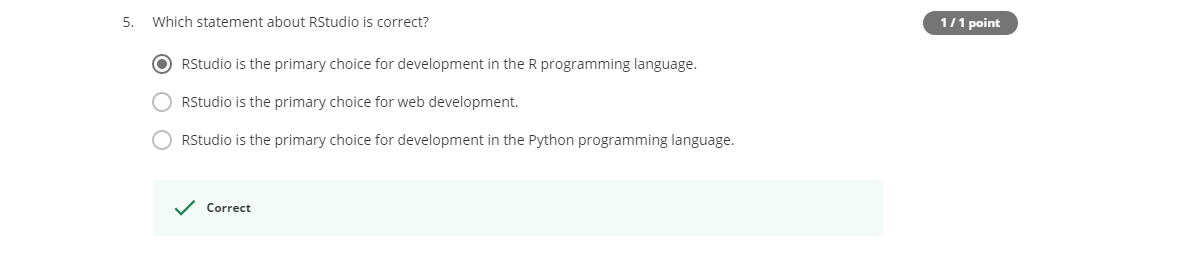 5. Which statement about RStudio is correct? 1 / 1 point
RStudio is the primary choice for development in the R programming language.
RStudio is the primary choice for web development.
RStudio is the primary choice for development in the Python programming language.
Correct